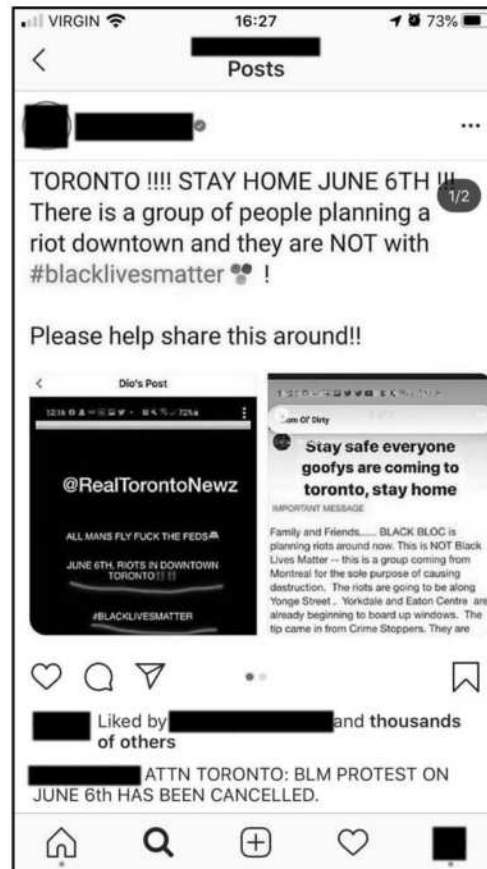 VIRGIN 16:27 73%
Posts
TORONTO !!!! STAY HOME JUNE 6TH !!!
1/2
There is a group of people planning a
riot downtown and they are NOT with
#blacklivesmatter !
Please help share this around!!
Dio's Post
12:16 72%
@RealTorontoNewz
ALL MANS FLY FUCK THE FEDS
JUNE 6TH, RIOTS IN DOWNTOWN
TORONTO !! !!
#BLACKLIVESMATTER
Ol' Dirty
Stay safe everyone
goofys are coming to
toronto, stay home
IMPORTANT MESSAGE
Family and Friends...... BLACK BLOC is
planning riots around now. This is NOT Black
Lives Matter -- this is a group coming from
Montreal for the sole purpose of causing
destruction. The riots are going to be along
Yonge Street.. Yorkdale and Eaton Centre are
already beginning to board up windows. The
tip came in from Crime Stoppers. They are
Liked by and thousands
of others
ATTN TORONTO: BLM PROTEST ON
JUNE 6th HAS BEEN CANCELLED.